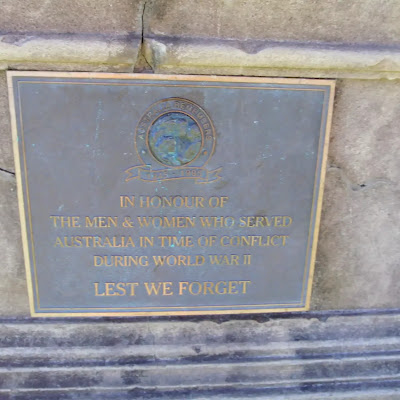 IN HONOUR OF
THE MEN & WOMEN WHO SERVED
AUSTRALIA IN TIME OF CONFLICT
DURING WORLD WAR II
LEST WE FORGET